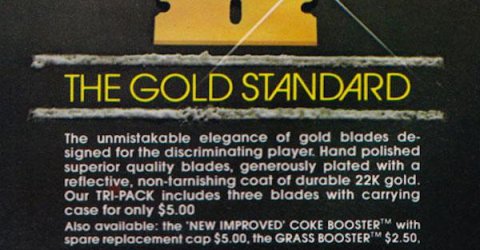 THE GOLD STANDARD
The unmistakable elegance of gold blades de-
signed for the discriminating player. Hand polished
superior quality blades, generously plated with a
reflective, non-tarnishing coat of durable 22K gold.
Our TRI-PACK includes three blades with carrying
case for only $5.00
Also available: the 'NEW IMPROVED' COKE BOOSTER™ with
spare replacement cap $5.00, the GRASS BOOSTER™ $2.50,